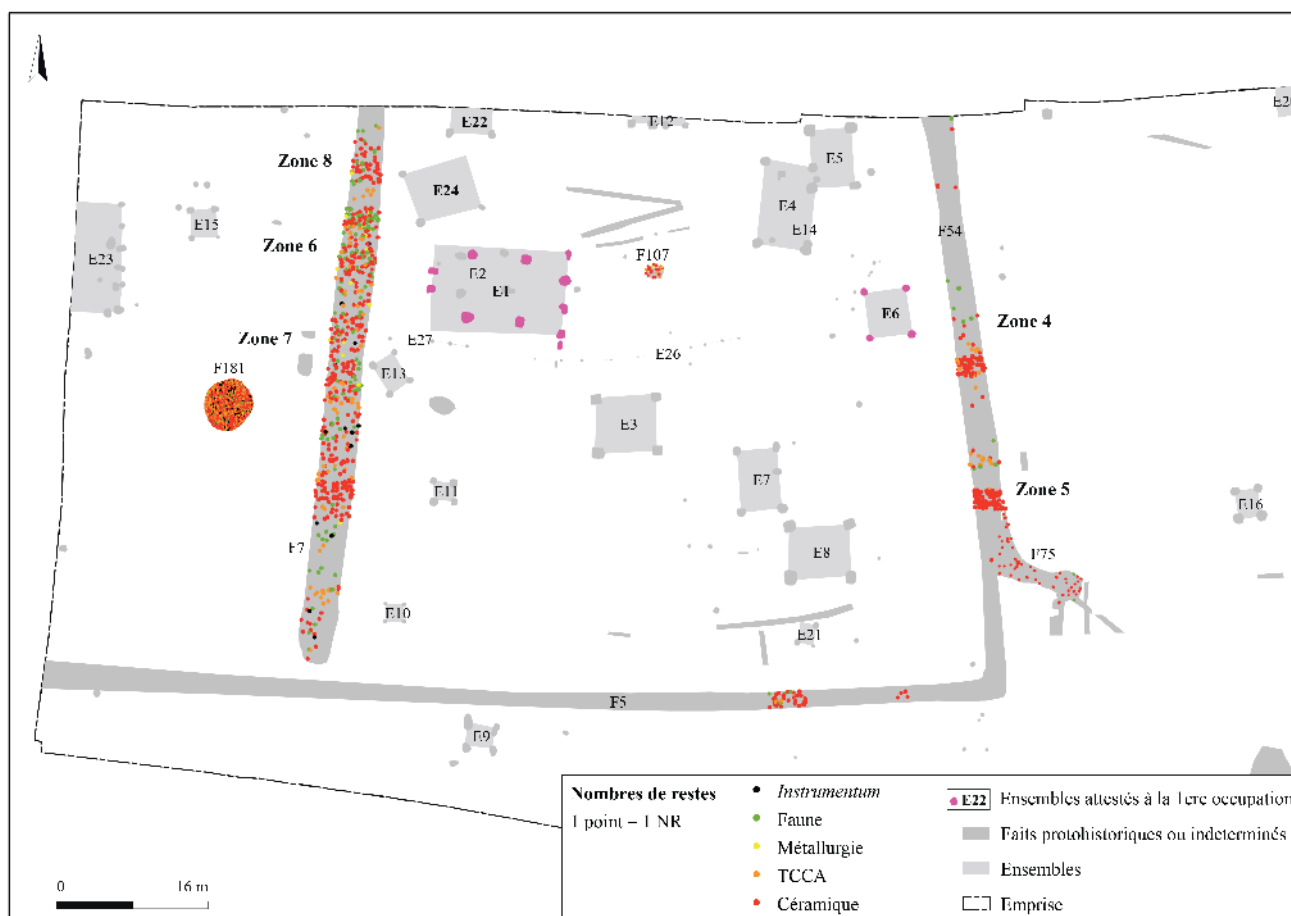 E22
E12
E20
Zone 8
E5
E24
E4
E15
F54
E14
Zone 6
F107
E23
E2
E1
E6
Zone 4
Zone 7
E27
E26
F181
E13
E3
E7
Zone 5
E11
E16
F7
E8
F75
E10
E21
F5
E9
Nombres de restes
1 point – 1 NR
Instrumentum
Faune
Métallurgie
TCCA
Céramique
E22 Ensembles attestés à la 1erc occupation
Faits protohistoriques ou indeterminés
Ensembles
Emprise
0 16 m